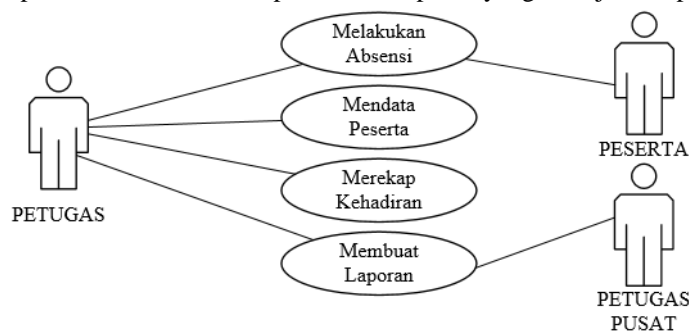 Melakukan
Absensi
Mendata
Peserta
PESERTA
Merekap
Kehadiran
PETUGAS
Membuat
Laporan
PETUGAS
PUSAT